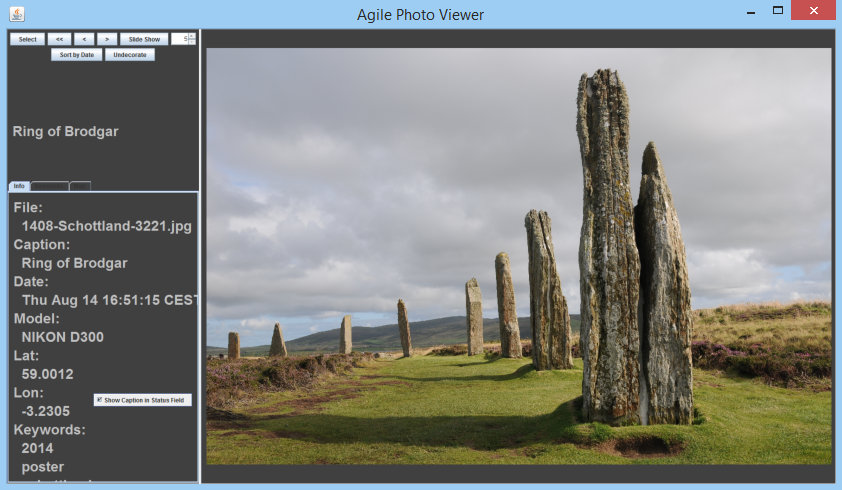 Agile Photo Viewer
Select << < > Slide Show 5
Sort by Date Undecorate
Ring of Brodgar
Info
File:
1408-Schottland-3221.jpg
Caption:
Ring of Brodgar
Date:
Thu Aug 14 16:51:15 CEST
Model:
NIKON D300
Lat:
59.0012
Lon:
Show Caption in Status Field
-3.2305
Keywords:
2014
poster